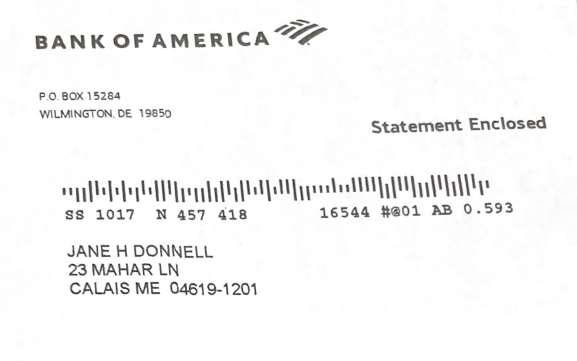 BANK OF AMERICA
P.O. BOX 15284
WILMINGTON, DE 19850
Statement Enclosed
SS 1017 N 457 418 16544 #@01 AB 0.593
JANE H DONNELL
23 MAHAR LN
CALAIS ME 04619-1201